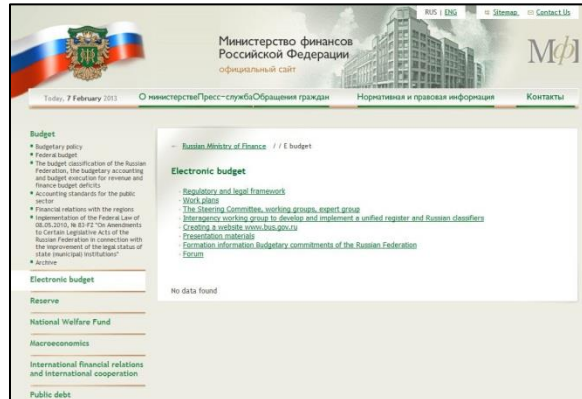 RUS | ENG
Sitemap
Contact Us
Министерство финансов
Российской Федерации
официальный сайт
Мф]
Today, 7 February 2013
О министерстве
Пресс-служба
Обращения граждан
Нормативная и правовая информация
Контакты
Budget
Budgetary policy
Federal budget
The budget classification of the Russian
Federation, the budgetary accounting
and budget execution for revenue and
finance budget deficits
Accounting standards for the public
sector
Financial relations with the regions
Implementation of the Federal Law of
08.05.2010, № 83-FZ "On Amendments
to Certain Legislative Acts of the
Russian Federation in connection with
the improvement of the legal status of
state (municipal) institutions"
Archive
Electronic budget
Reserve
National Welfare Fund
Macroeconomics
International financial relations
and international cooperation
Public debt
← Russian Ministry of Finance / / E budget
Electronic budget
Regulatory and legal framework
Work plans
The Steering Committee, working groups, expert group
Interagency working group to develop and implement a unified register and Russian classifiers
Creating a website www.bus.gov.ru
Presentation materials
Formation information Budgetary commitments of the Russian Federation
Forum
No data found